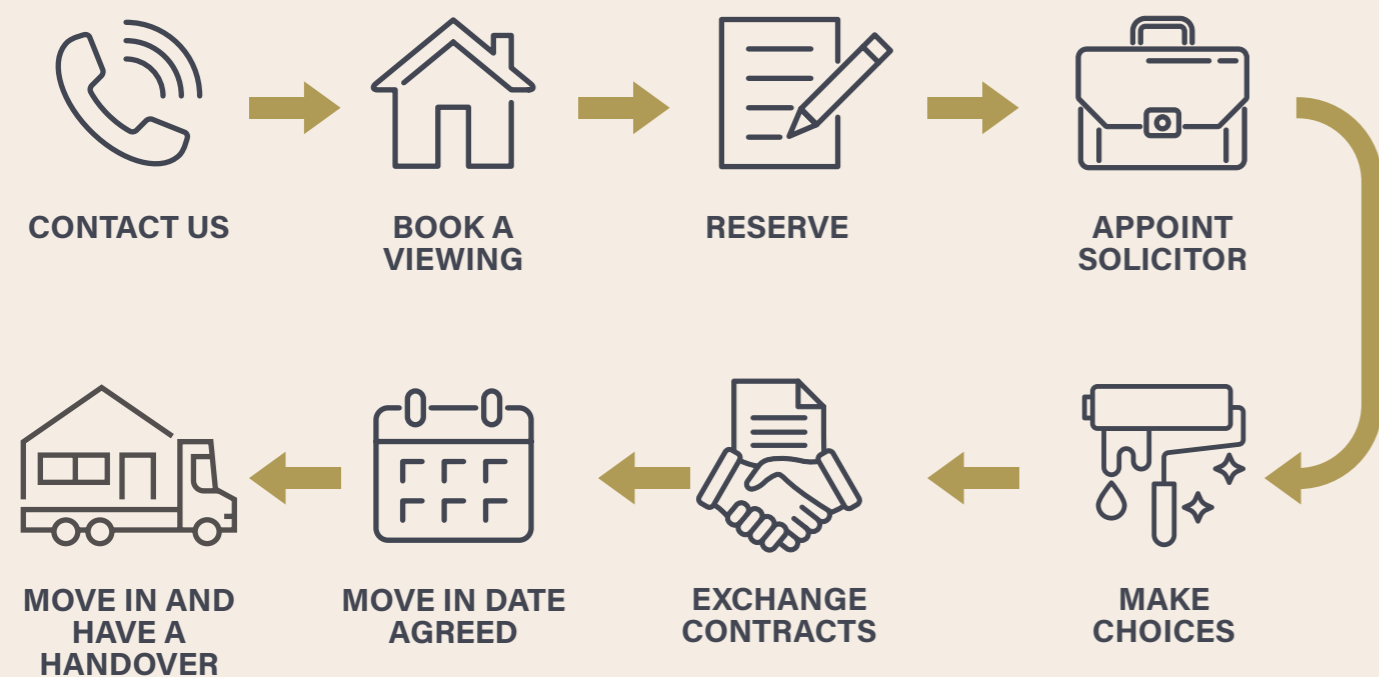 CONTACT US
BOOK A
VIEWING
RESERVE
APPOINT
SOLICITOR
MAKE
CHOICES
EXCHANGE
CONTRACTS
MOVE IN DATE
AGREED
MOVE IN AND
HAVE A
HANDOVER